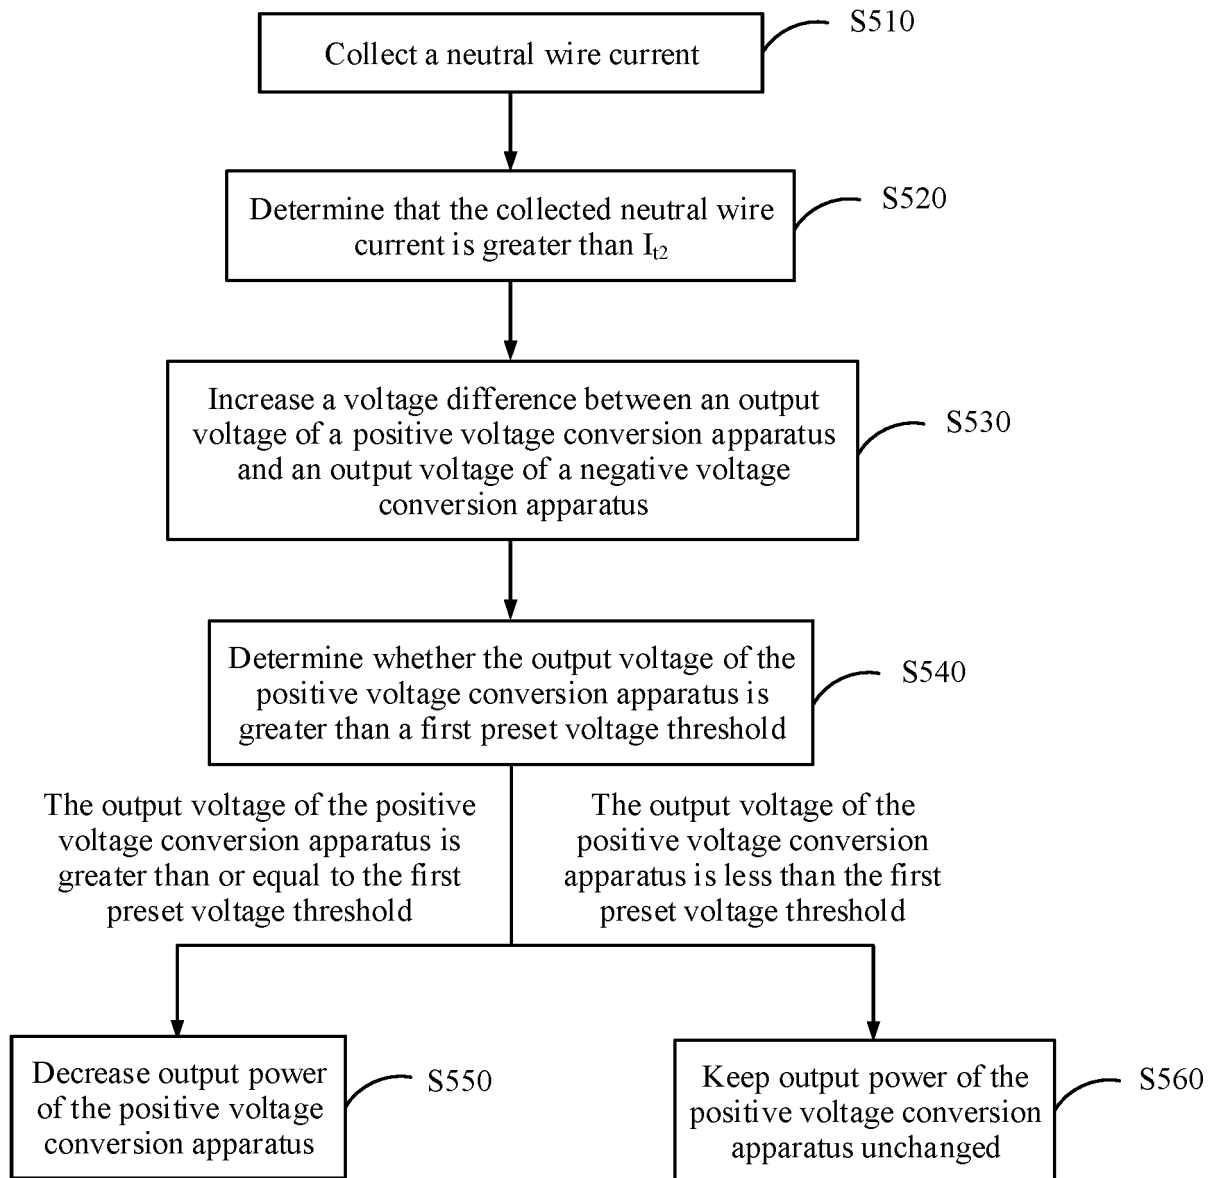 Collect a neutral wire current
S510
Determine that the collected neutral wire
current is greater than It2
S520
Increase a voltage difference between an output
voltage of a positive voltage conversion apparatus
and an output voltage of a negative voltage
conversion apparatus
S530
Determine whether the output voltage of the
positive voltage conversion apparatus is
greater than a first preset voltage threshold
S540
The output voltage of the positive
voltage conversion apparatus is
greater than or equal to the first
preset voltage threshold
The output voltage of the
positive voltage conversion
apparatus is less than the first
preset voltage threshold
Decrease output power
of the positive voltage
conversion apparatus
S550
Keep output power of the
positive voltage conversion
apparatus unchanged
S560